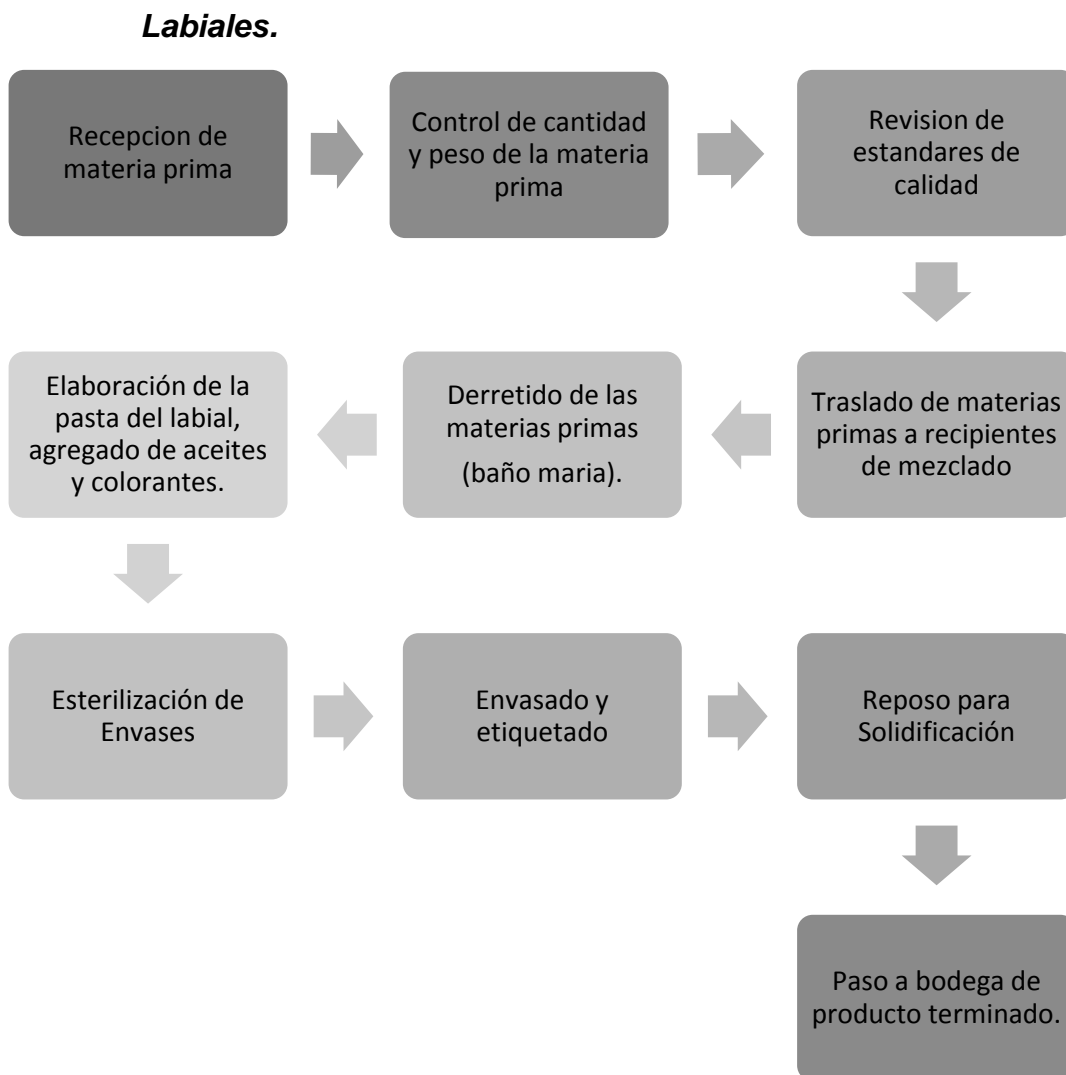 Labiales.
Recepcion de
materia prima
Control de cantidad
y peso de la materia
prima
Revision de
estandares de
calidad
Traslado de materias
primas a recipientes
de mezclado
Derretido de las
materias primas
(baño maria).
Elaboración de la
pasta del labial,
agregado de aceites
y colorantes.
Esterilización de
Envases
Envasado y
etiquetado
Reposo para
Solidificación
Paso a bodega de
producto terminado.